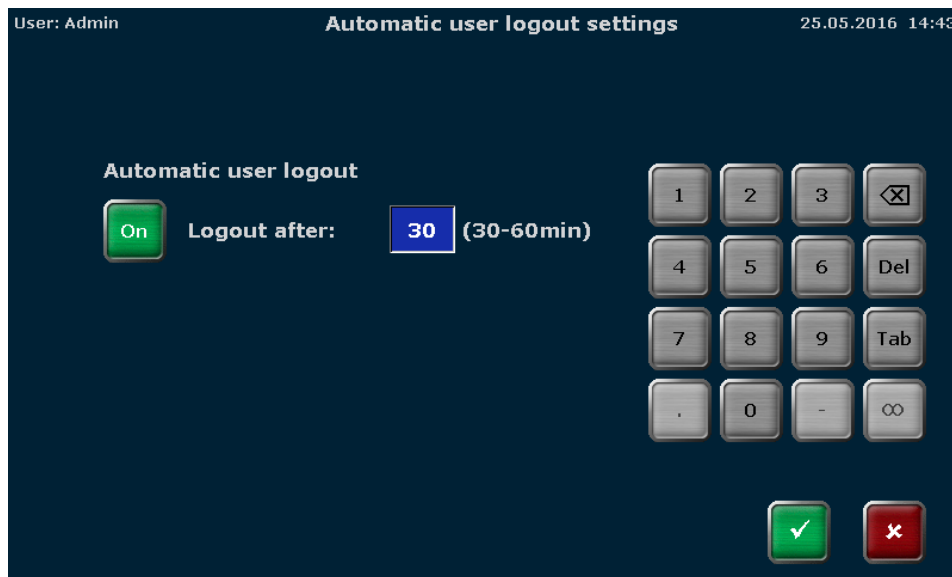 User: Admin Automatic user logout settings 25.05.2016 14:43
Automatic user logout
On Logout after: 30 (30-60min)
1 2 3
4 5 6 Del
7 8 9 Tab
. 0 - ∞